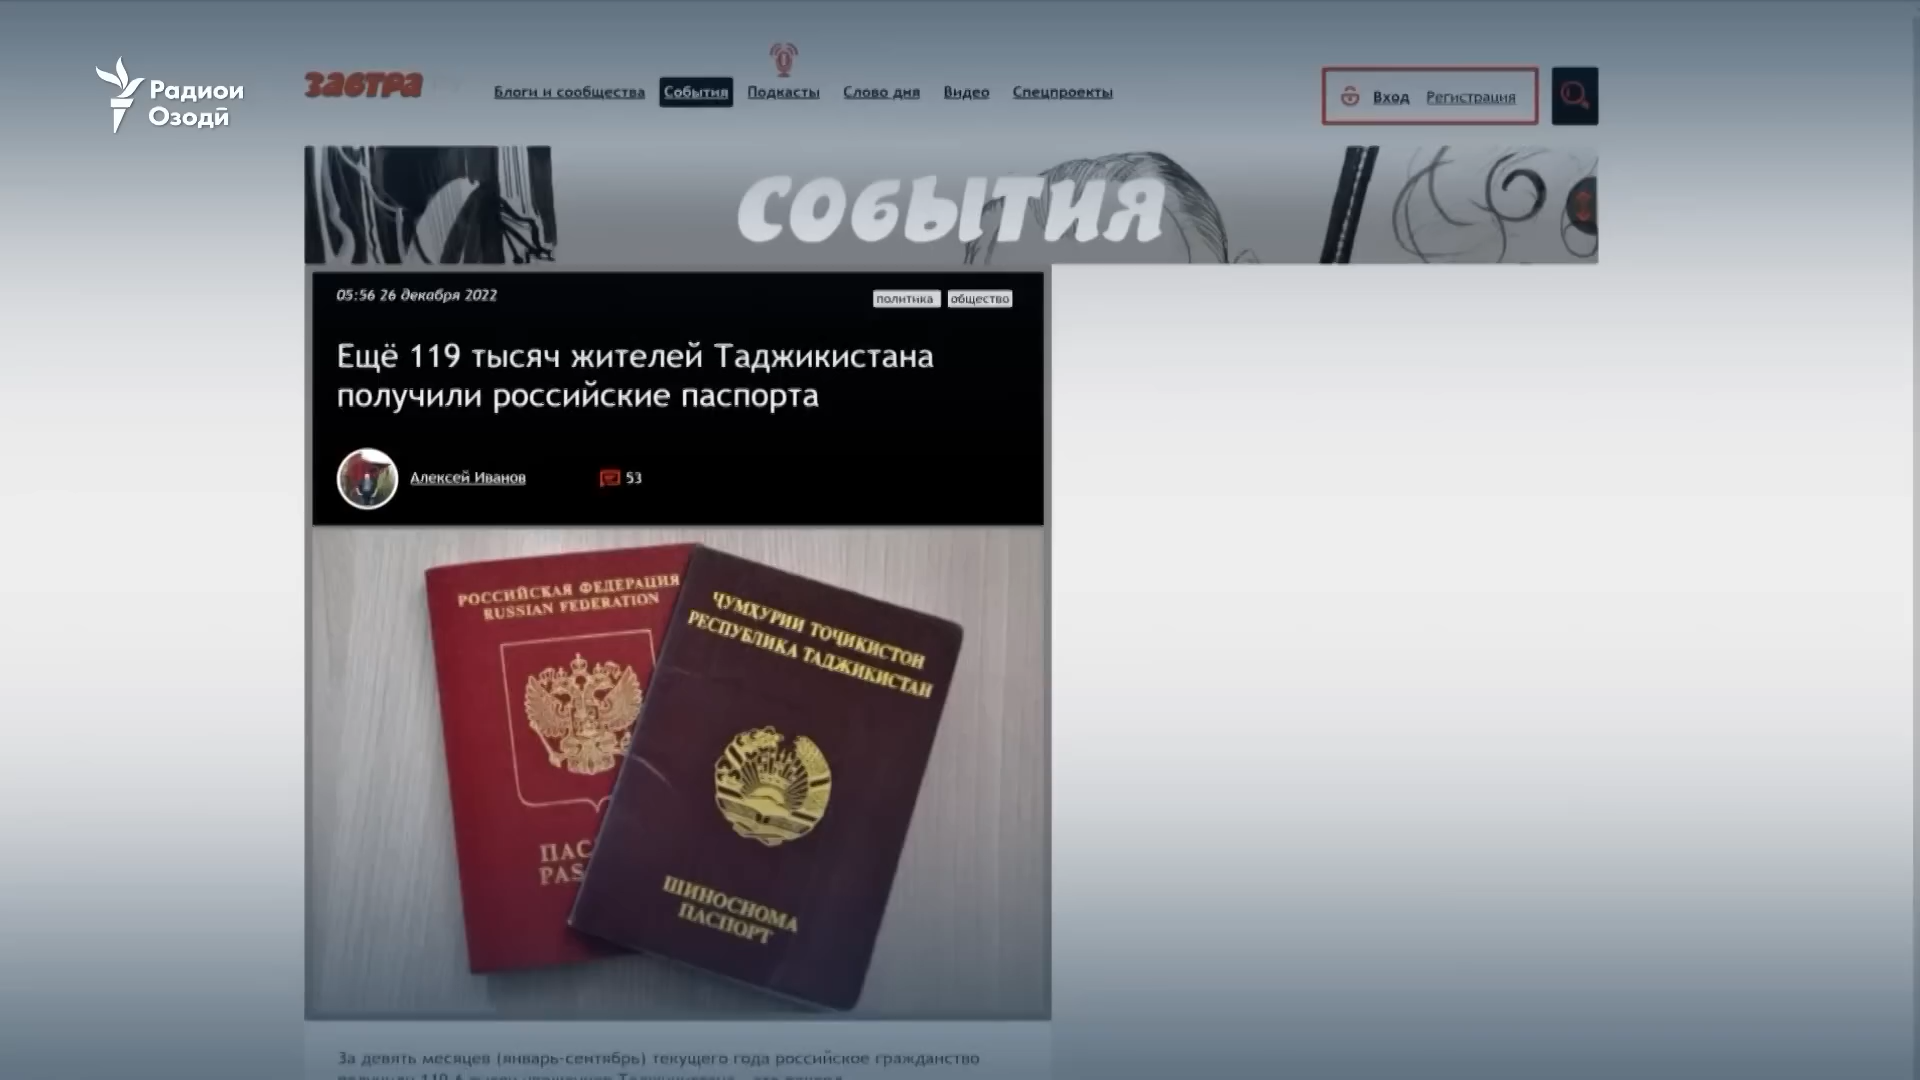 Радиои
Озодӣ
завтра
Блоги и сообщества
События
Подкасты
Слово дня
Видео
Спецпроекты
Вход
Регистрация
СОБЫТИЯ
05:56 26 декабря 2022
политика
общество
Ещё 119 тысяч жителей Таджикистана
получили российские паспорта
Алексей Иванов
53
РОССИЙСКАЯ ФЕДЕРАЦИЯ
RUSSIAN FEDERATION
ПАС
PAS
ҶУМҲУРИИ ТОҶИКИСТОН
РЕСПУБЛИКА ТАДЖИКИСТАН
ШИНОСНОМА
ПАСПОРТ
За девять месяцев (январь-сентябрь) текущего года российское гражданство